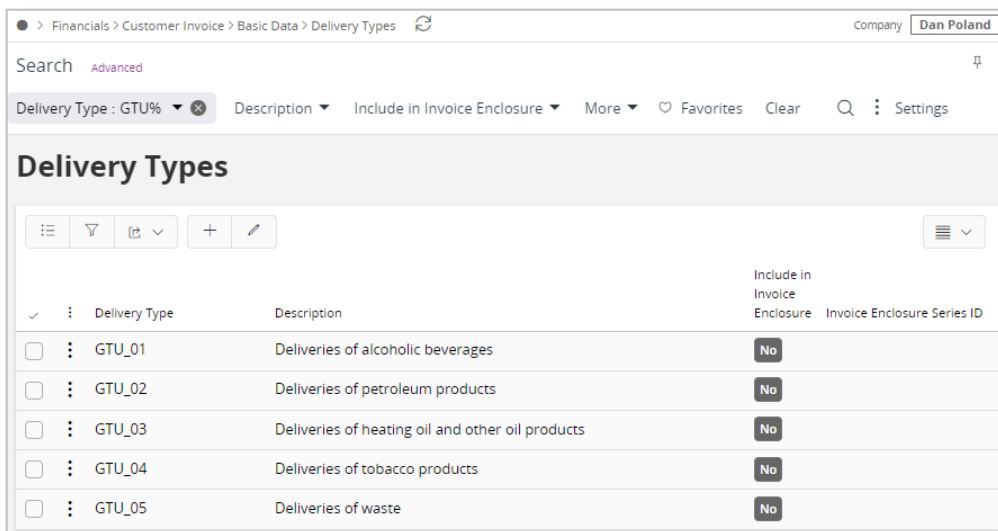 > Financials > Customer Invoice > Basic Data > Delivery Types Company Dan Poland
Search Advanced
Delivery Type : GTU% Description Include in Invoice Enclosure More Favorites Clear Settings
Delivery Types
Include in
Invoice
Delivery Type Description Enclosure Invoice Enclosure Series ID
GTU_01 Deliveries of alcoholic beverages No
GTU_02 Deliveries of petroleum products No
GTU_03 Deliveries of heating oil and other oil products No
GTU_04 Deliveries of tobacco products No
GTU_05 Deliveries of waste No